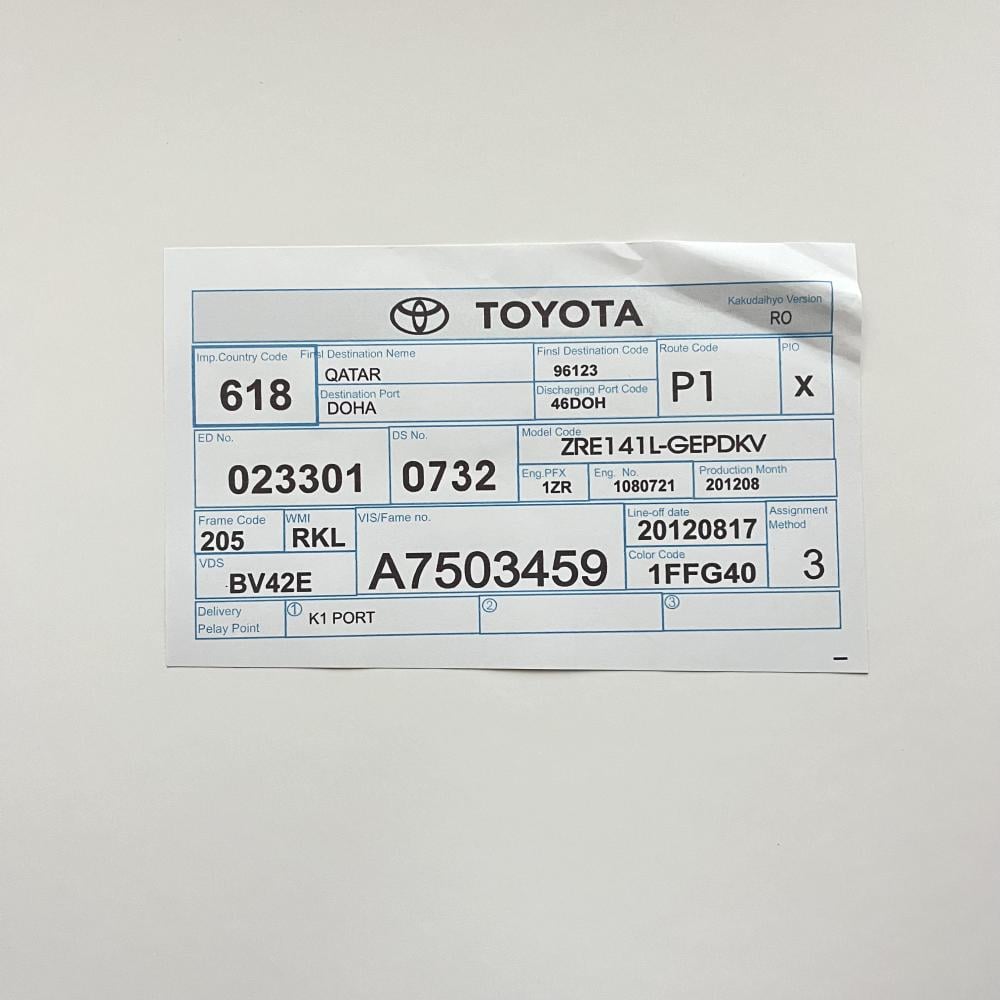 TOYOTA
Kakudaihyo Version
RO
Imp.Country Code
618
Finsl Destination Neme
QATAR
Destination Port
DOHA
Finsl Destination Code
96123
Discharging Port Code
46DOH
Route Code
P1
PIO
X
ED No.
023301
DS No.
0732
Model Code
ZRE141L-GEPDKV
Eng.PFX
1ZR
Eng. No.
1080721
Production Month
201208
Frame Code
205
WMI
RKL
VDS
BV42E
VIS/Fame no.
A7503459
Line-off date
20120817
Color Code
1FFG40
Assignment
Method
3
Delivery
Pelay Point
① K1 PORT
②
③